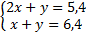 {2x + y = 5,4
x + y = 6,4